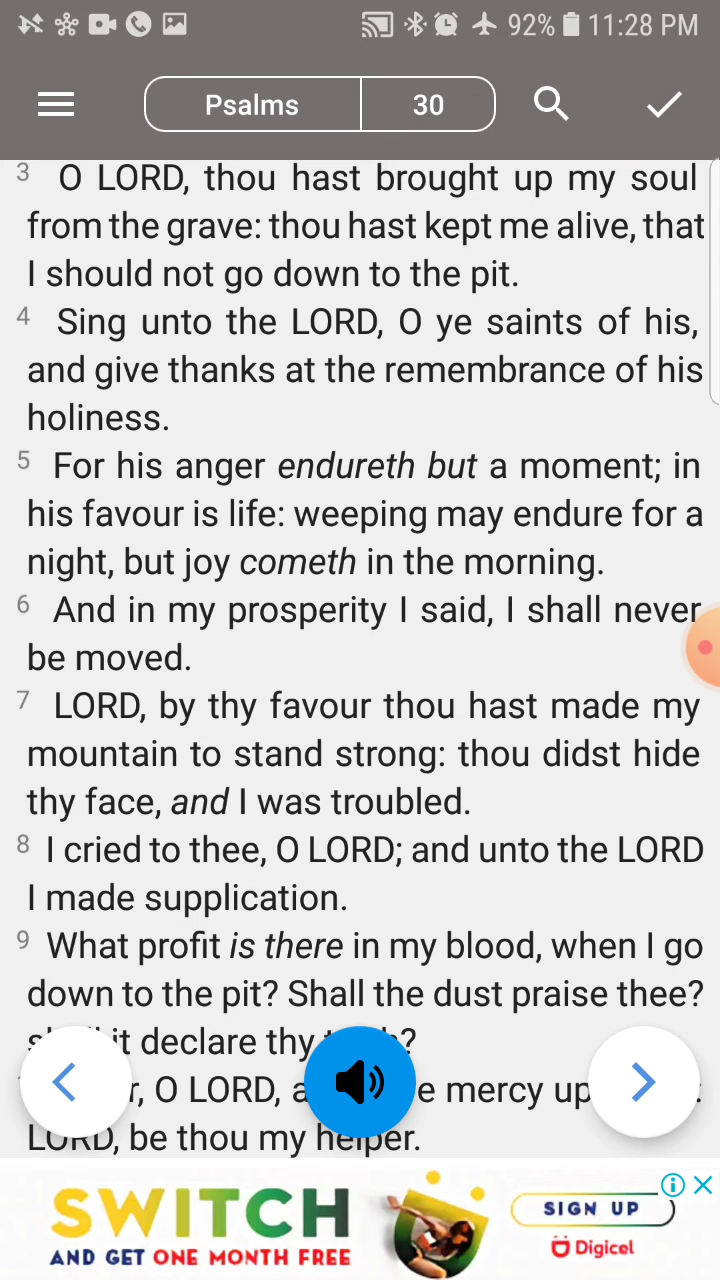 92% 11:28 PM
Psalms 30
3 O LORD, thou hast brought up my soul
from the grave: thou hast kept me alive, that
I should not go down to the pit.
4 Sing unto the LORD, O ye saints of his,
and give thanks at the remembrance of his
holiness.
5 For his anger endureth but a moment; in
his favour is life: weeping may endure for a
night, but joy cometh in the morning.
6 And in my prosperity I said, I shall never
be moved.
7 LORD, by thy favour thou hast made my
mountain to stand strong: thou didst hide
thy face, and I was troubled.
8 I cried to thee, O LORD; and unto the LORD
I made supplication.
9 What profit is there in my blood, when I go
down to the pit? Shall the dust praise thee?
it declare thy
O LORD, mercy
LORD, be thou my helper.
SWITCH
AND GET ONE MONTH FREE
SIGN UP
Digicel